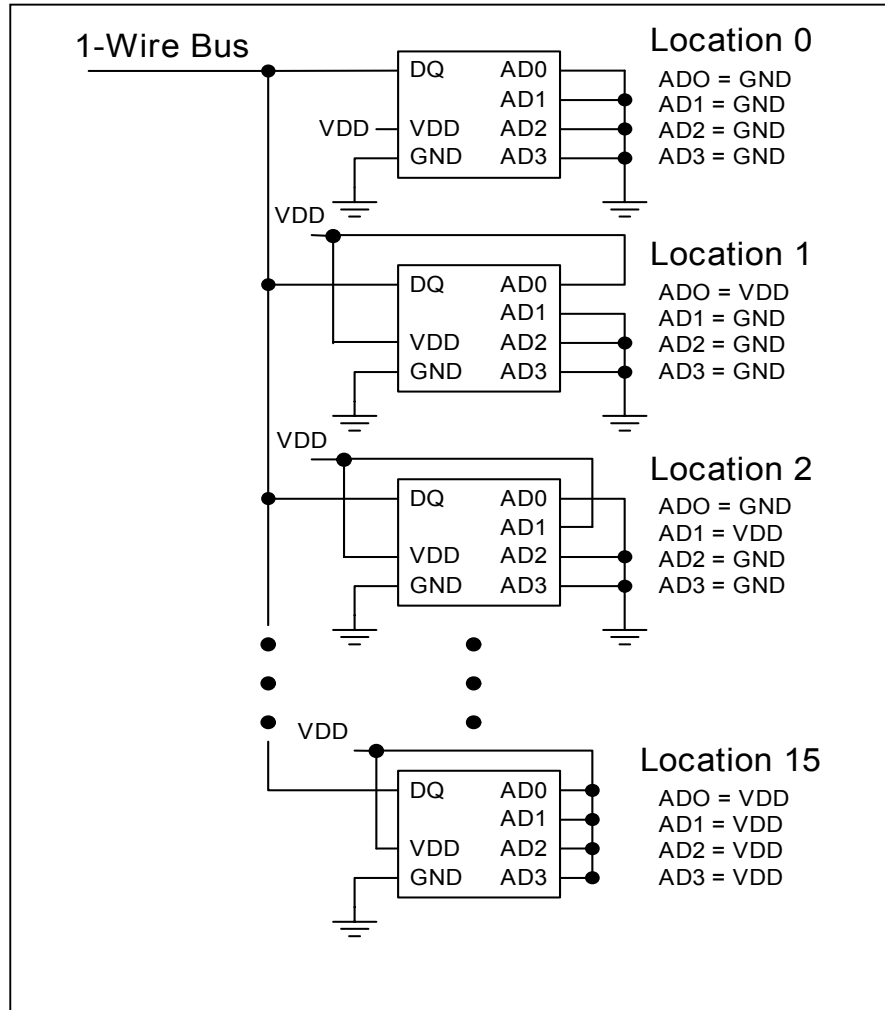 1-Wire Bus
DQ AD0
AD1
VDD VDD AD2
GND AD3
Location 0
ADO = GND
AD1 = GND
AD2 = GND
AD3 = GND
VDD
DQ AD0
AD1
VDD AD2
GND AD3
Location 1
ADO = VDD
AD1 = GND
AD2 = GND
AD3 = GND
VDD
DQ AD0
AD1
VDD AD2
GND AD3
Location 2
ADO = GND
AD1 = VDD
AD2 = GND
AD3 = GND
VDD
DQ AD0
AD1
VDD AD2
GND AD3
Location 15
ADO = VDD
AD1 = VDD
AD2 = VDD
AD3 = VDD